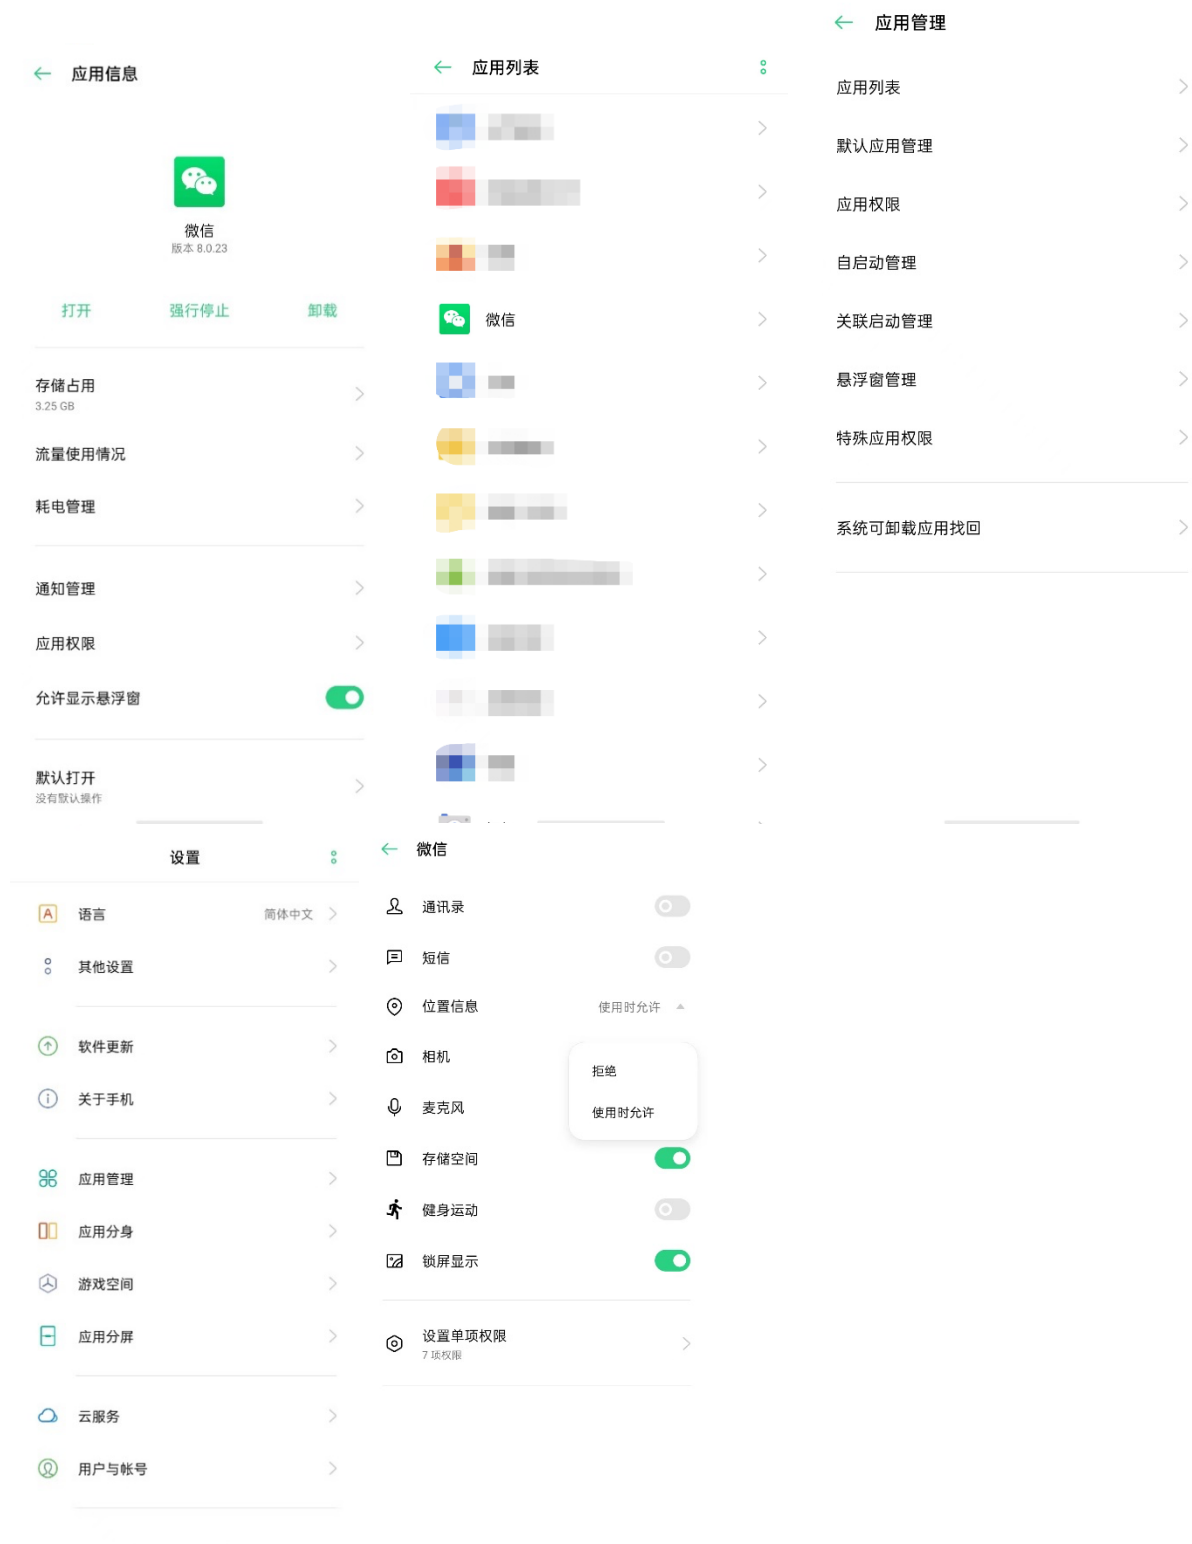 应用信息
微信
版本 8.0.23
打开 强行停止 卸载
存储占用
3.25 GB
流量使用情况
耗电管理
通知管理
应用权限
允许显示悬浮窗
默认打开
没有默认操作
应用列表
微信
应用管理
应用列表
默认应用管理
应用权限
自启动管理
关联启动管理
悬浮窗管理
特殊应用权限
系统可卸载应用找回
设置
语言 简体中文
其他设置
软件更新
关于手机
应用管理
应用分身
游戏空间
应用分屏
云服务
用户与帐号
微信
通讯录
短信
位置信息 使用时允许
相机
拒绝
麦克风
使用时允许
存储空间
健身运动
锁屏显示
设置单项权限
7 项权限